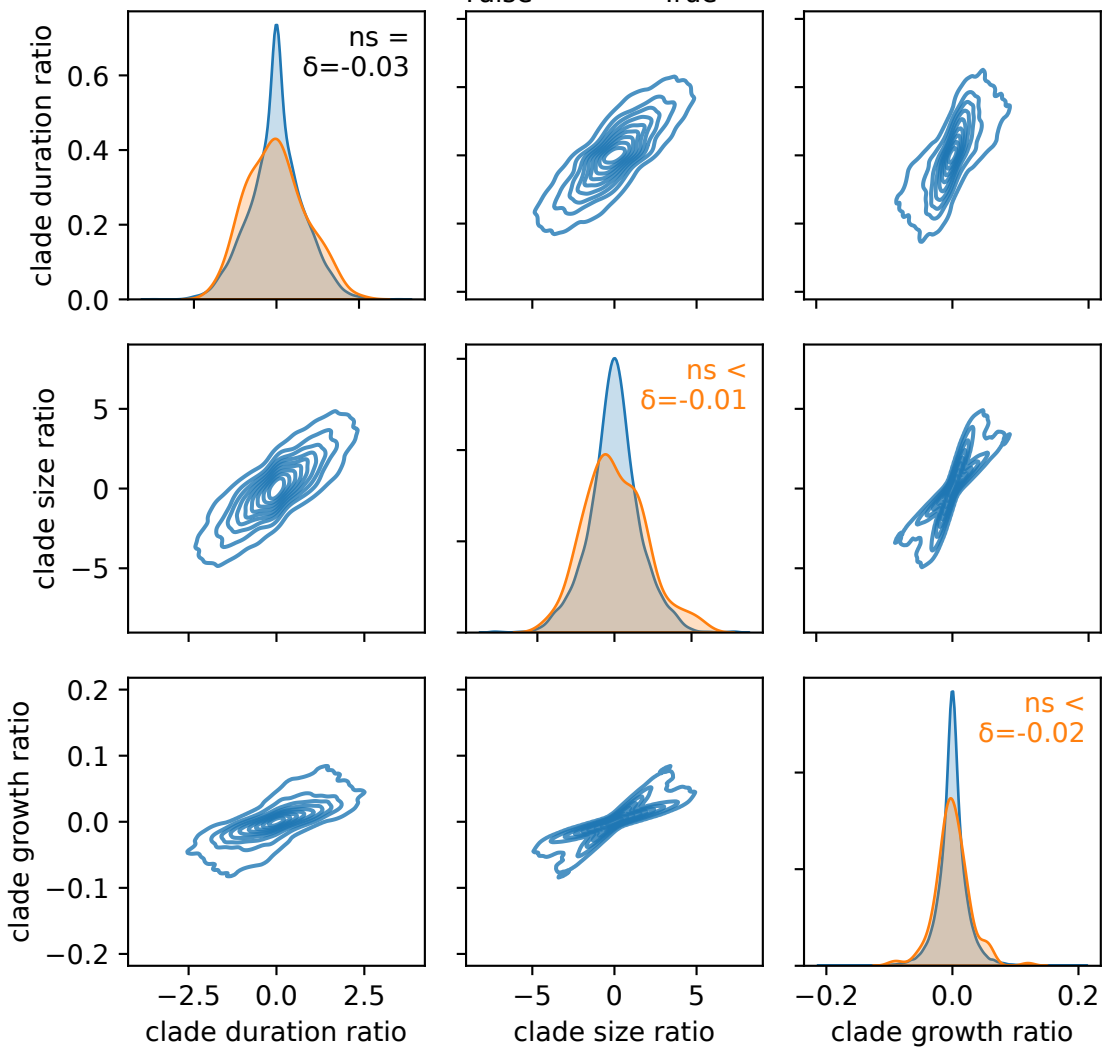 clade duration ratio
0.6
0.4
0.2
0.0
ns =
δ=-0.03
clade size ratio
5
0
−5
ns <
δ=-0.01
clade growth ratio
0.2
0.1
0.0
−0.1
−0.2
ns <
δ=-0.02
−2.5 0.0 2.5
−5 0 5
−0.2 0.0 0.2
clade duration ratio
clade size ratio
clade growth ratio